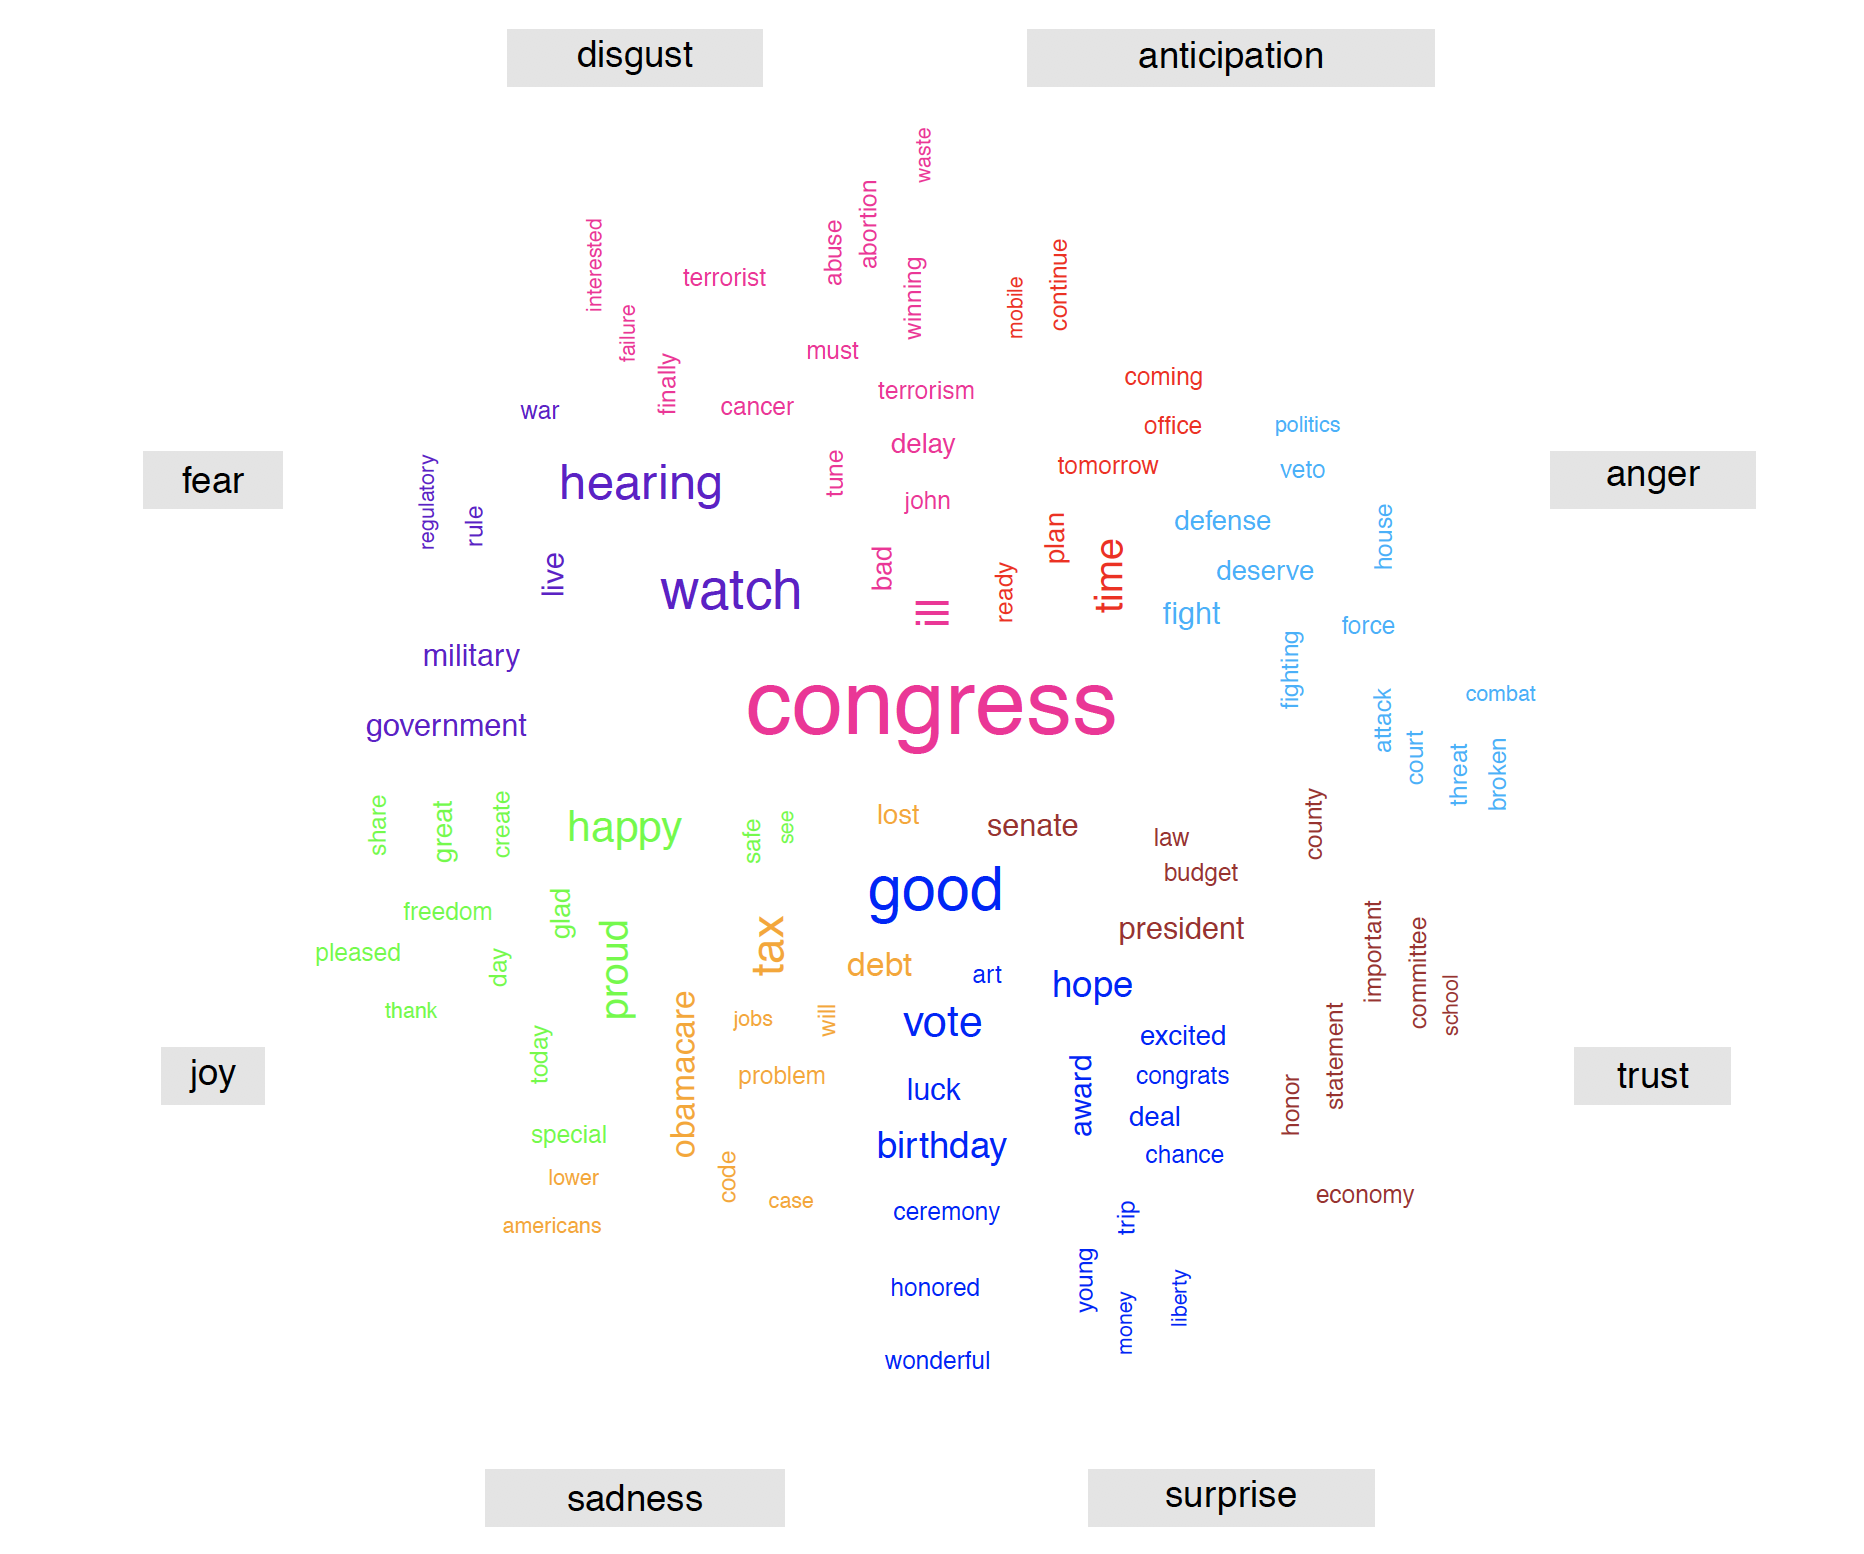 disgust
anticipation
waste
abortion
abuse
interested
terrorist
winning
continue
mobile
failure
must
finally
coming
terrorism
cancer
war
office
politics
delay
tomorrow
veto
regulatory
hearing
tune
fear
anger
john
rule
plan
defense
house
live
watch
bad
ill
ready
time
deserve
fight
force
military
fighting
combat
government
congress
attack
court
threat
broken
share
great
create
happy
safe
see
lost
senate
law
county
budget
good
freedom
glad
president
important
committee
pleased
day
proud
tax
debt
art
hope
school
thank
obamacare
jobs
will
vote
excited
statement
today
problem
luck
award
congrats
honor
joy
trust
deal
special
birthday
chance
lower
code
case
economy
americans
ceremony
trip
young
honored
money
liberty
wonderful
sadness
surprise